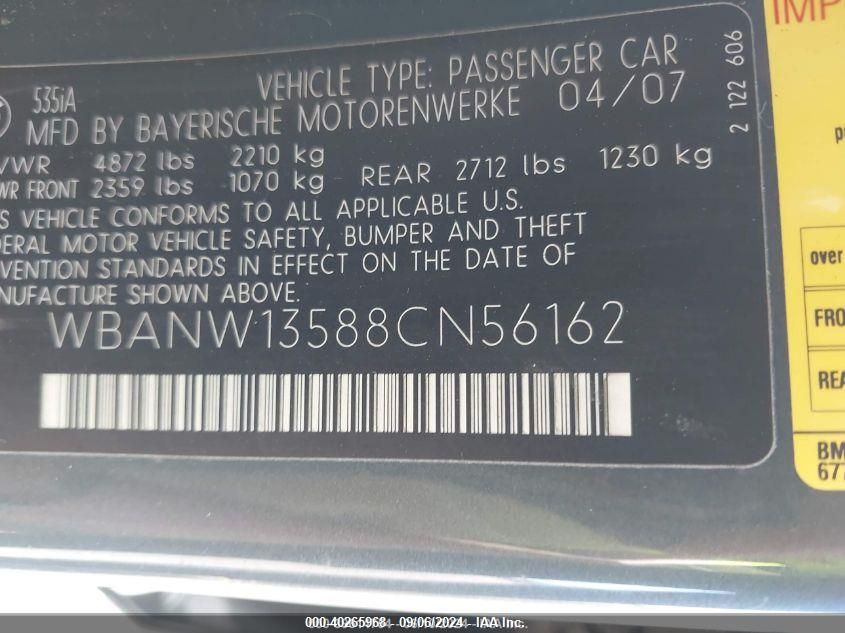 535iA
VEHICLE TYPE: PASSENGER CAR
MFD BY BAYERISCHE MOTORENWERKE 04/07
VWR 4872 lbs 2210 kg
WR FRONT 2359 lbs 1070 kg REAR 2712 lbs 1230 kg
S VEHICLE CONFORMS TO ALL APPLICABLE U.S.
DERAL MOTOR VEHICLE SAFETY, BUMPER AND THEFT
EVENTION STANDARDS IN EFFECT ON THE DATE OF
ANUFACTURE SHOWN ABOVE.
WBANW13588CN56162
2 122 606
IMP
over
FRO
REA
BM
67
000-40265968 - 09/06/2024 - IAA Inc.